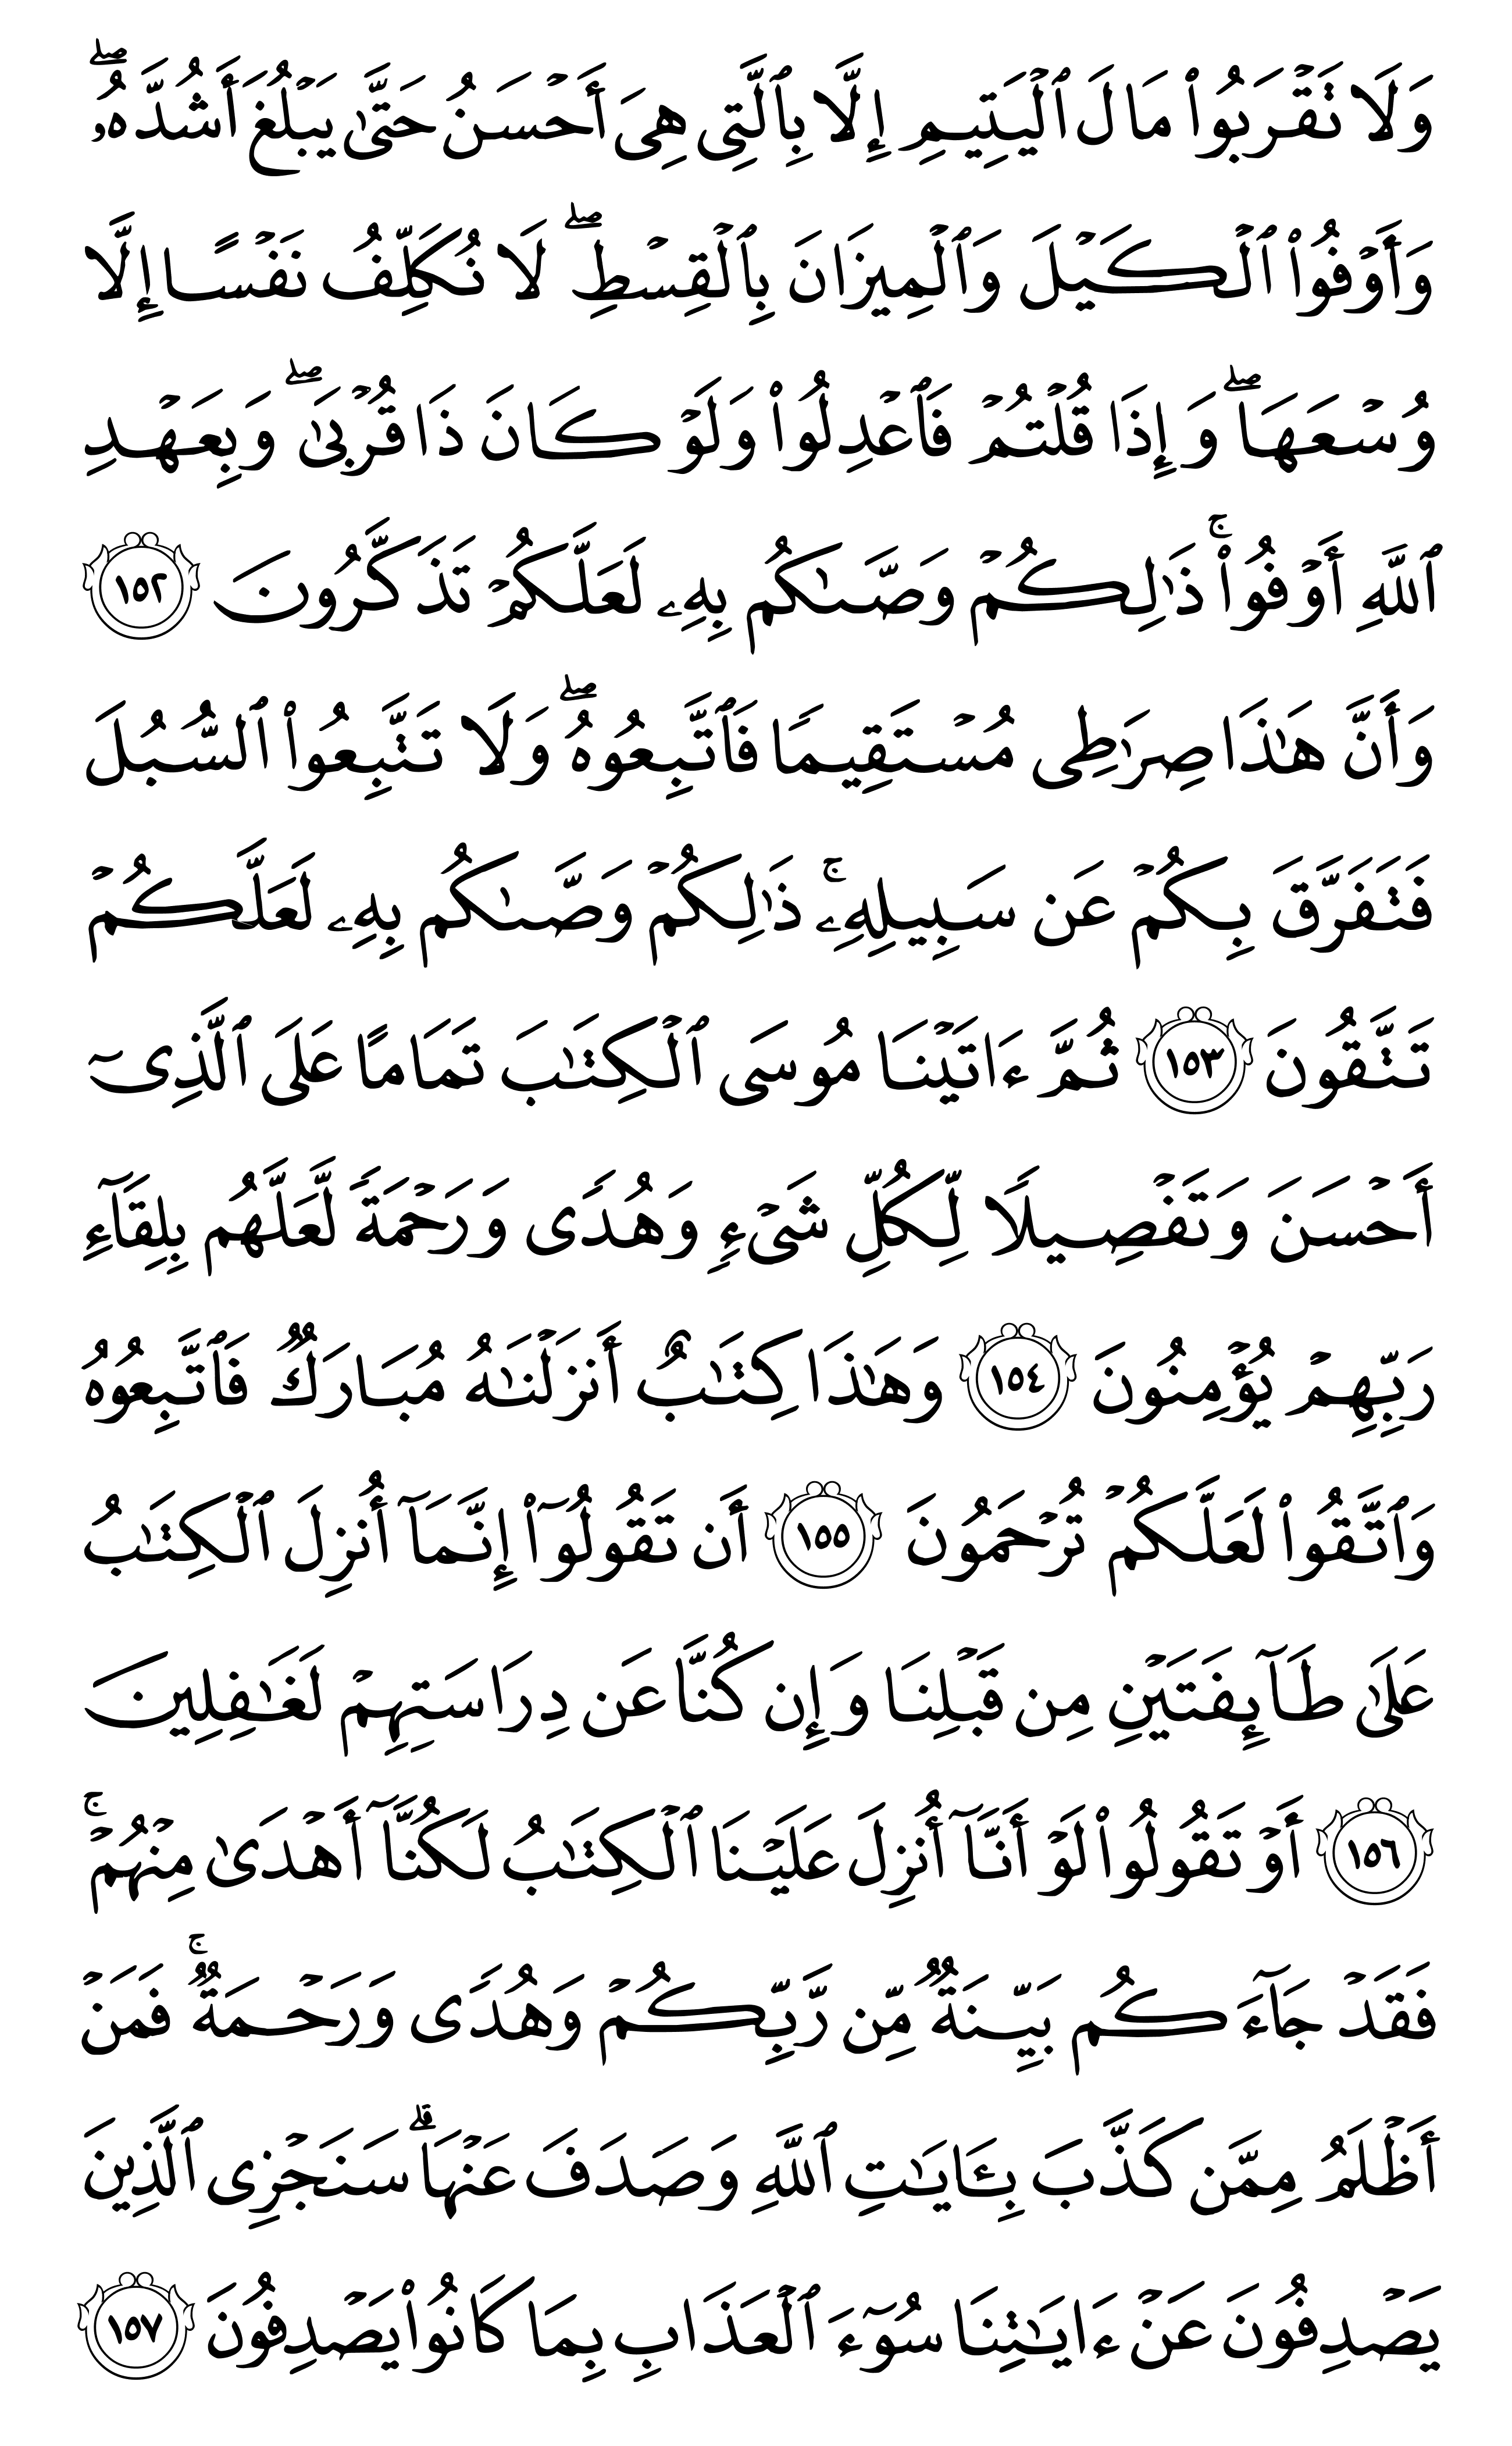 وَلَا تَقۡرَبُواْ مَالَ ٱلۡيَتِيمِ إِلَّا بِٱلَّتِي هِيَ أَحۡسَنُ حَتَّىٰ يَبۡلُغَ أَشُدَّهُۥۖ
وَأَوۡفُواْ ٱلۡكَيۡلَ وَٱلۡمِيزَانَ بِٱلۡقِسۡطِۖ لَا نُكَلِّفُ نَفۡسًا إِلَّا
وُسۡعَهَاۖ وَإِذَا قُلۡتُمۡ فَٱعۡدِلُواْ وَلَوۡ كَانَ ذَا قُرۡبَىٰۖ وَبِعَهۡدِ
ٱللَّهِ أَوۡفُواْۚ ذَٰلِكُمۡ وَصَّىٰكُم بِهِۦ لَعَلَّكُمۡ تَذَكَّرُونَ ١٥٢
وَأَنَّ هَٰذَا صِرَٰطِي مُسۡتَقِيمًا فَٱتَّبِعُوهُۖ وَلَا تَتَّبِعُواْ ٱلسُّبُلَ
فَتَفَرَّقَ بِكُمۡ عَن سَبِيلِهِۦۚ ذَٰلِكُمۡ وَصَّىٰكُم بِهِۦ لَعَلَّكُمۡ
تَتَّقُونَ ١٥٣ ثُمَّ ءَاتَيۡنَا مُوسَى ٱلۡكِتَٰبَ تَمَامًا عَلَى ٱلَّذِيٓ
أَحۡسَنَ وَتَفۡصِيلٗا لِّكُلِّ شَيۡءٖ وَهُدٗى وَرَحۡمَةٗ لَّعَلَّهُم بِلِقَآءِ
رَبِّهِمۡ يُؤۡمِنُونَ ١٥٤ وَهَٰذَا كِتَٰبٌ أَنزَلۡنَٰهُ مُبَارَكٞ فَٱتَّبِعُوهُ
وَٱتَّقُواْ لَعَلَّكُمۡ تُرۡحَمُونَ ١٥٥ أَن تَقُولُوٓاْ إِنَّمَآ أُنزِلَ ٱلۡكِتَٰبُ
عَلَىٰ طَآئِفَتَيۡنِ مِن قَبۡلِنَا وَإِن كُنَّا عَن دِرَاسَتِهِمۡ لَغَٰفِلِينَ
١٥٦ أَوۡ تَقُولُواْ لَوۡ أَنَّآ أُنزِلَ عَلَيۡنَا ٱلۡكِتَٰبُ لَكُنَّآ أَهۡدَىٰ مِنۡهُمۡۚ
فَقَدۡ جَآءَكُم بَيِّنَةٞ مِّن رَّبِّكُمۡ وَهُدٗى وَرَحۡمَةٞۚ فَمَنۡ
أَظۡلَمُ مِمَّن كَذَّبَ بِـَٔايَٰتِ ٱللَّهِ وَصَدَفَ عَنۡهَاۗ سَنَجۡزِي ٱلَّذِينَ
يَصۡدِفُونَ عَنۡ ءَايَٰتِنَا سُوٓءَ ٱلۡعَذَابِ بِمَا كَانُواْ يَصۡدِفُونَ ١٥٧